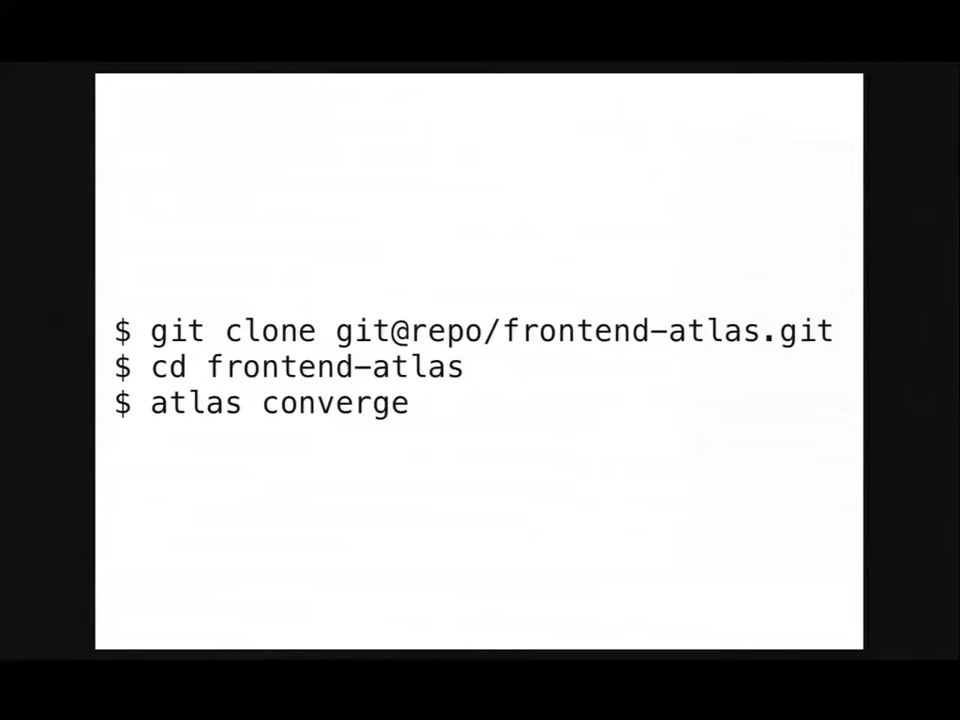 $ git clone git@repo/frontend-atlas.git
$ cd frontend-atlas
$ atlas converge